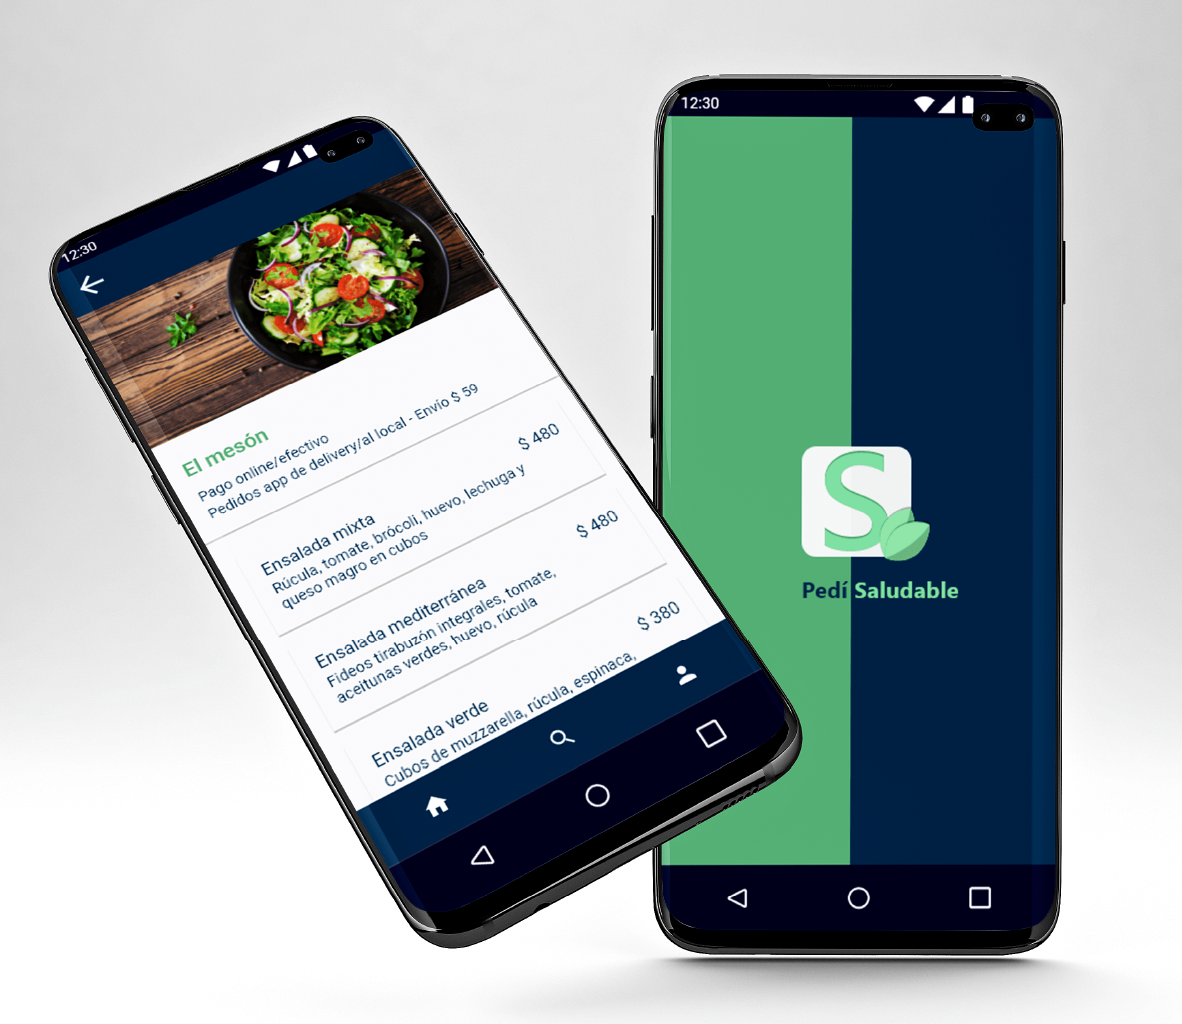 12:30
El mesón
Pago online/efectivo
Pedidos app de delivery/al local - Envío $ 59
Ensalada mixta
$ 480
Rúcula, tomate, brócoli, huevo, lechuga y
queso magro en cubos
Ensalada mediterránea
$ 480
Fideos tirabuzón integrales, tomate,
aceitunas verdes, huevo, rúcula
Ensalada verde
$ 380
Cubos de muzzarella, rúcula, espinaca,
12:30
S
Pedí Saludable